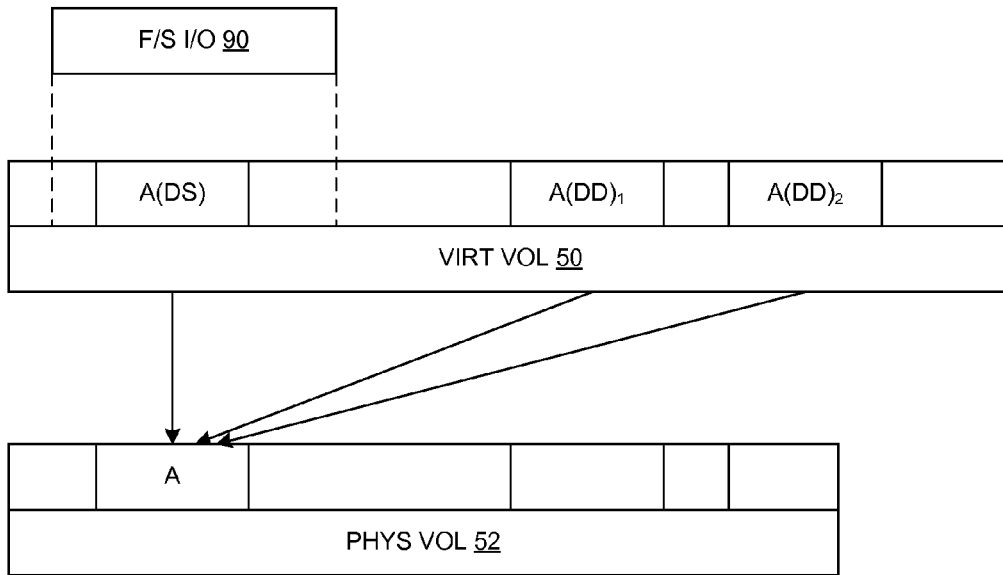 F/S I/O 90
A(DS) A(DD)₁ A(DD)₂
VIRT VOL 50
A
PHYS VOL 52